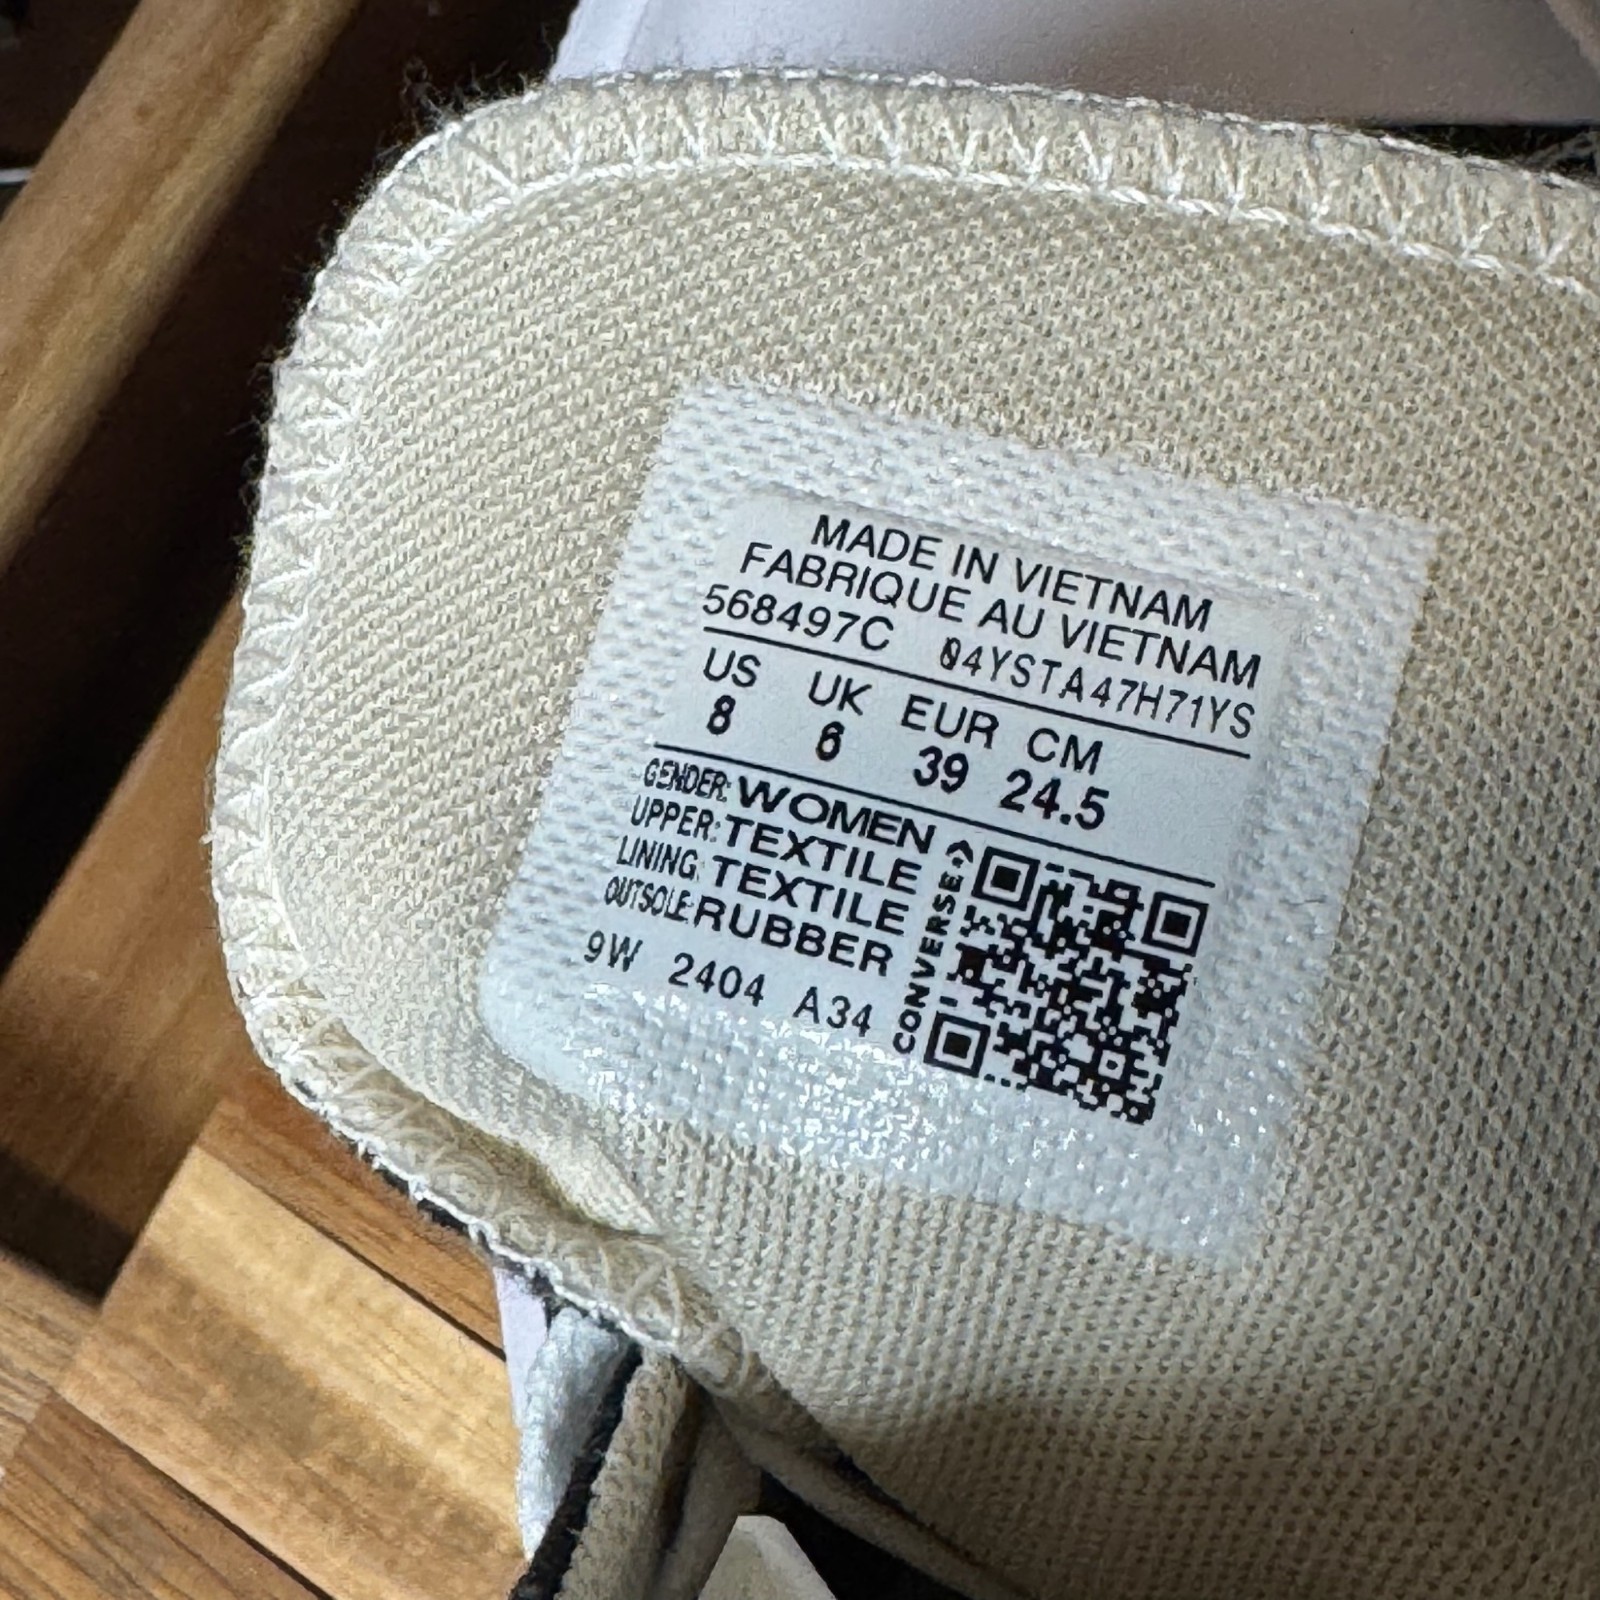 MADE IN VIETNAM
FABRIQUE AU VIETNAM
568497C 04YSTA47H71YS
US UK EUR CM
8 6 39 24.5
GENDER: WOMEN
UPPER: TEXTILE
LINING: TEXTILE
OUTSOLE: RUBBER
9W 2404 A34
CONVERSE